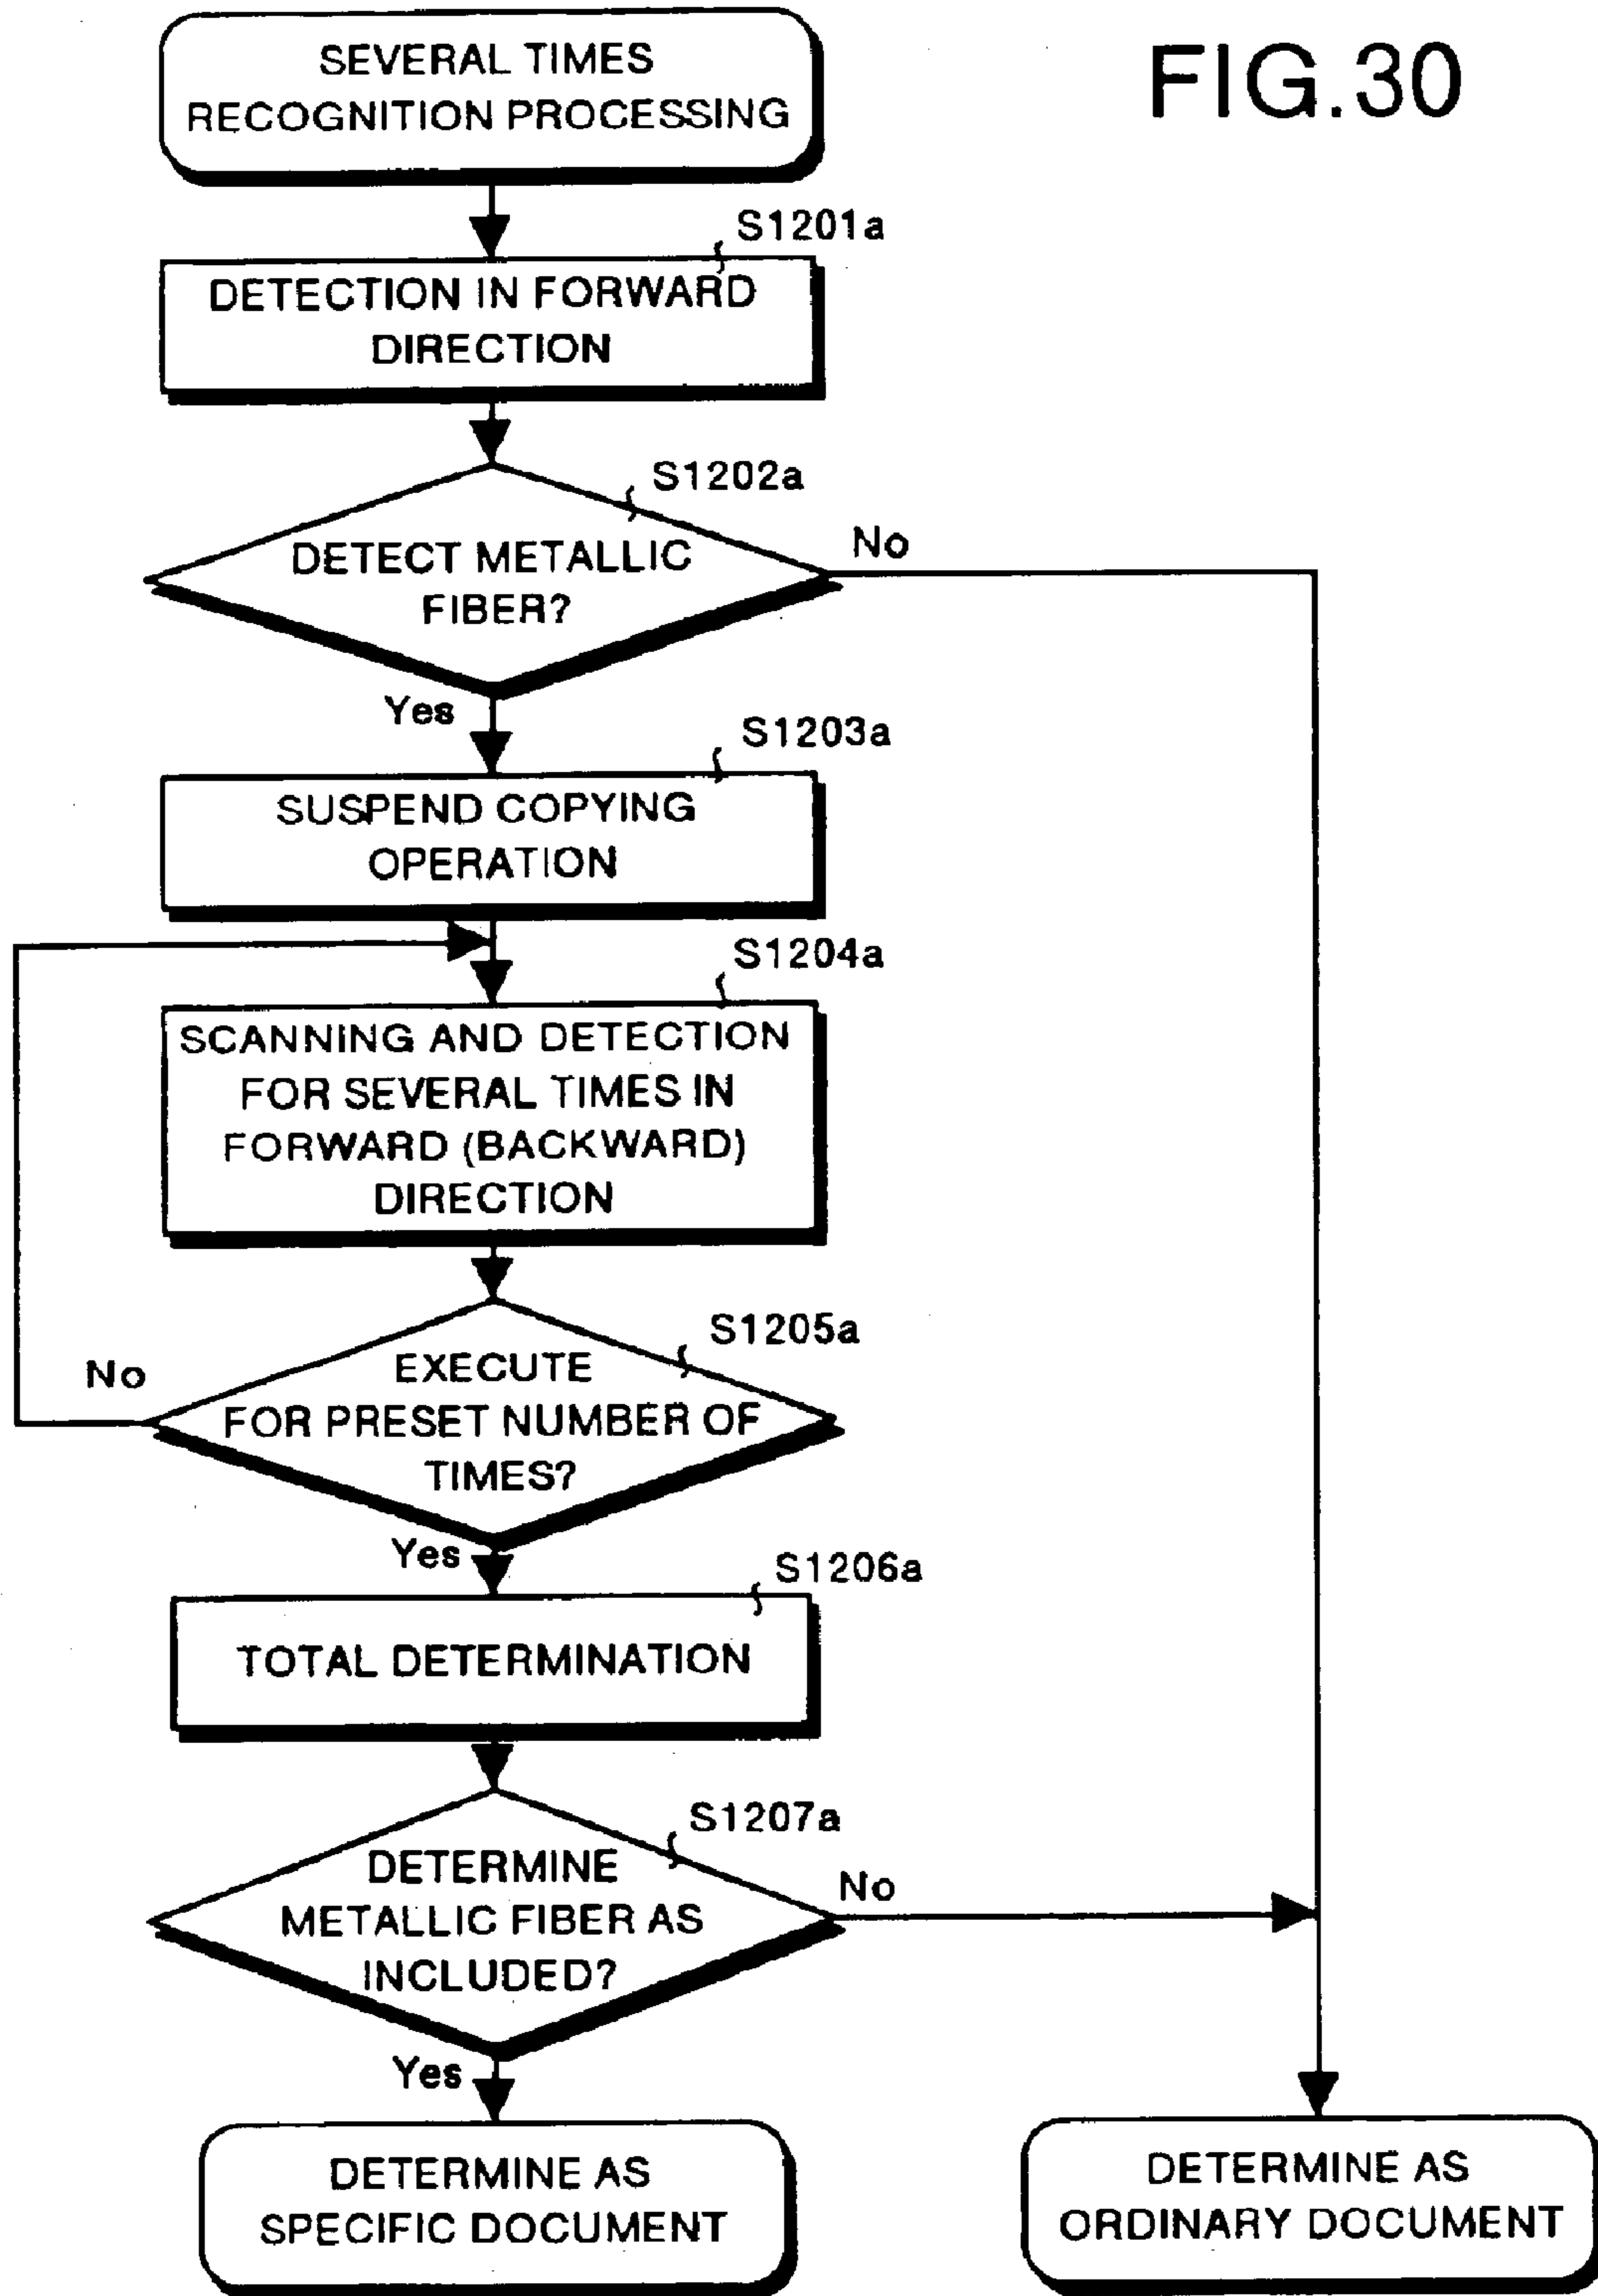 FIG.30
SEVERAL TIMES
RECOGNITION PROCESSING
S1201a
DETECTION IN FORWARD
DIRECTION
S1202a
DETECT METALLIC
FIBER?
No
Yes
S1203a
SUSPEND COPYING
OPERATION
S1204a
SCANNING AND DETECTION
FOR SEVERAL TIMES IN
FORWARD (BACKWARD)
DIRECTION
S1205a
EXECUTE
FOR PRESET NUMBER OF
TIMES?
No
Yes
S1206a
TOTAL DETERMINATION
S1207a
DETERMINE
METALLIC FIBER AS
INCLUDED?
No
Yes
DETERMINE AS
SPECIFIC DOCUMENT
DETERMINE AS
ORDINARY DOCUMENT